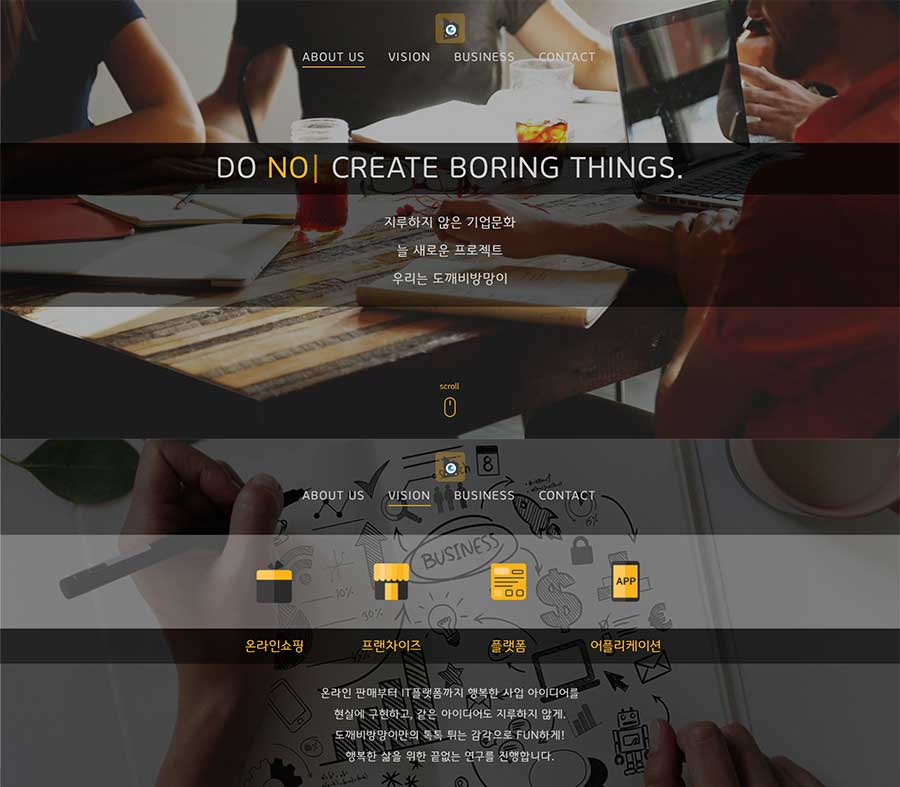 ABOUT US VISION BUSINESS CONTACT
DO NO| CREATE BORING THINGS.
지루하지 않은 기업문화
늘 새로운 프로젝트
우리는 도깨비방망이
scroll
8
ABOUT US VISION BUSINESS CONTACT
15%
BUSINESS
10%
30%
APP
온라인쇼핑 프랜차이즈 플랫폼 어플리케이션
온라인 판매부터 IT플랫폼까지 행복한 사업 아이디어를
현실에 구현하고, 같은 아이디어도 지루하지 않게.
도깨비방망이만의 톡톡 튀는 감각으로 FUN하게!
행복한 삶을 위한 끝없는 연구를 진행합니다.